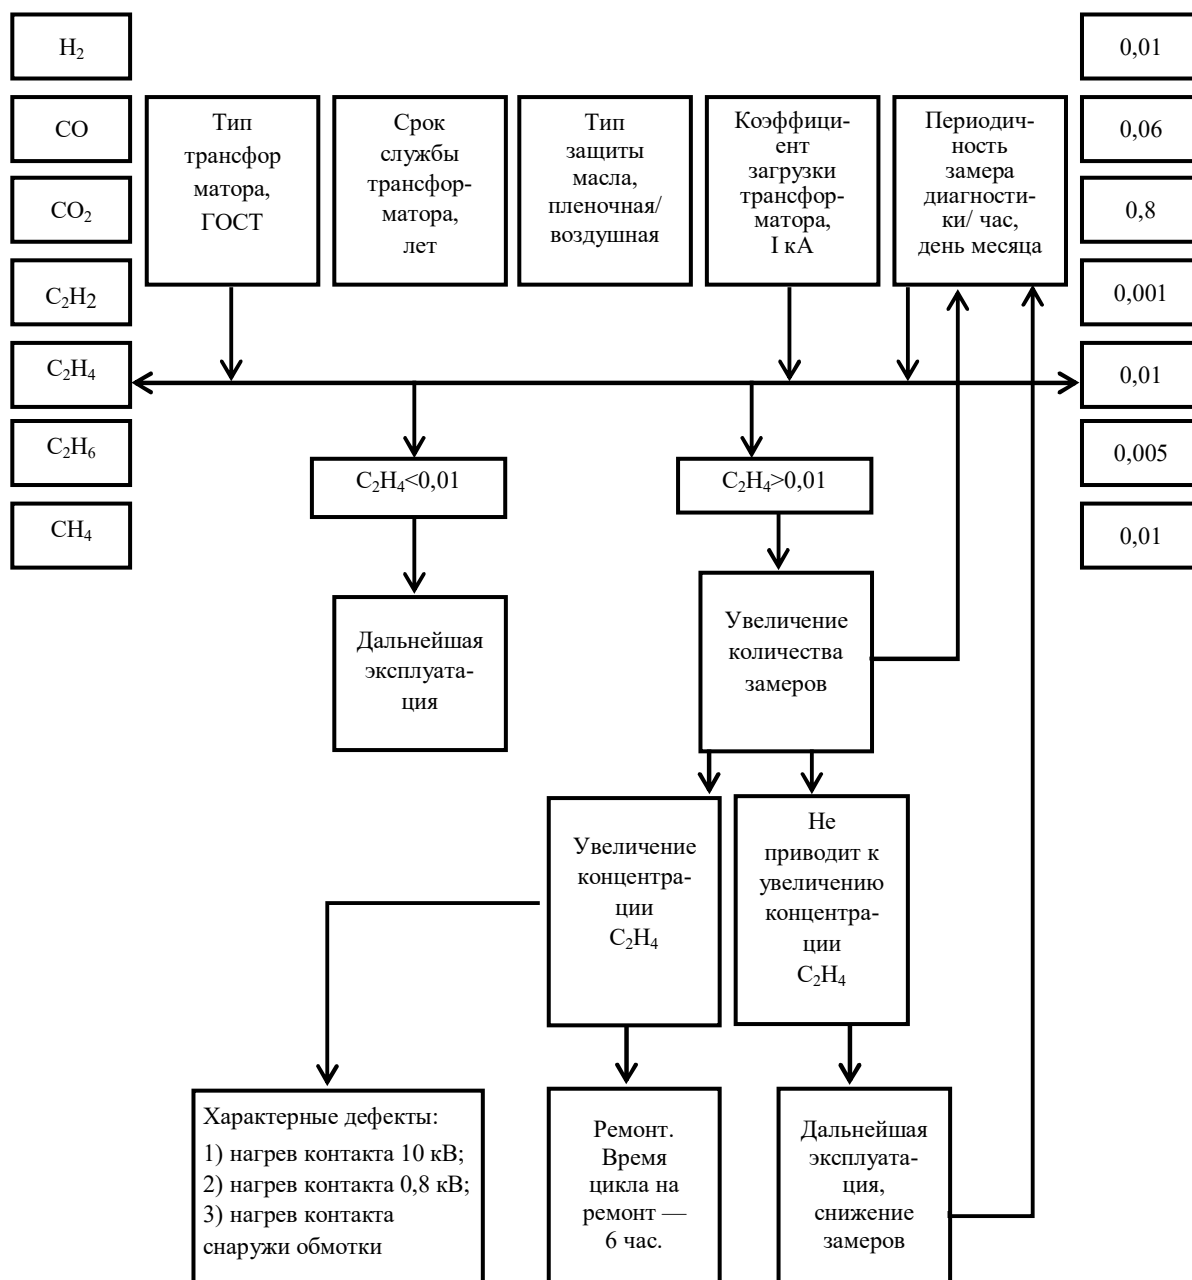 H₂
0,01
CO
Тип
трансфор
матора,
ГОСТ
Срок
службы
трансфор-
матора,
лет
Тип
защиты
масла,
пленочная/
воздушная
Коэффици-
ент
загрузки
трансфор-
матора,
I кА
Периодич-
ность
замера
диагности-
ки/ час,
день месяца
0,06
CO₂
0,8
C₂H2
0,001
C₂H₄
0,01
C₂H₆
C₂H₄<0,01
C₂H₄>0,01
0,005
CH₄
0,01
Дальнейшая
эксплуата-
ция
Увеличение
количества
замеров
Увеличение
концентра-
ции
C₂H₄
Не
приводит к
увеличению
концентра-
ции
C₂H₄
Характерные дефекты:
1) нагрев контакта 10 кВ;
2) нагрев контакта 0,8 кВ;
3) нагрев контакта
снаружи обмотки
Ремонт.
Время
цикла на
ремонт —
6 час.
Дальнейшая
эксплуата-
ция,
снижение
замеров